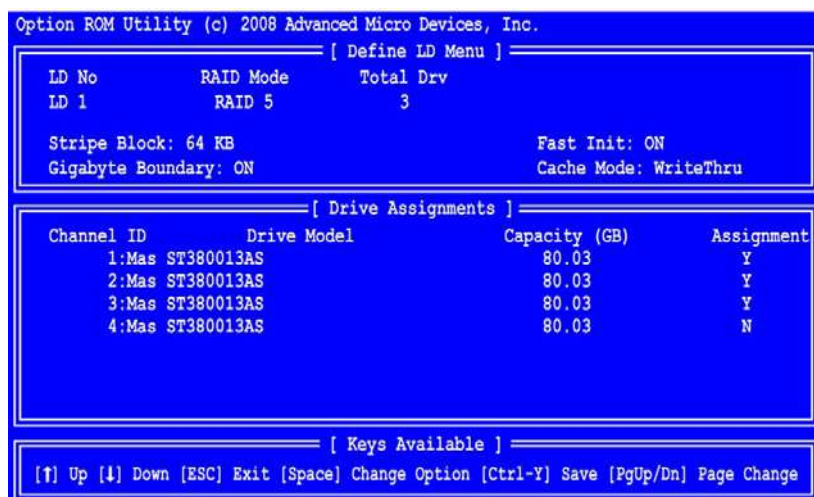 Option ROM Utility (c) 2008 Advanced Micro Devices, Inc.
[ Define LD Menu ]
LD No RAID Mode Total Drv
LD 1 RAID 5 3
Stripe Block: 64 KB Fast Init: ON
Gigabyte Boundary: ON Cache Mode: WriteThru
[ Drive Assignments ]
Channel ID Drive Model Capacity (GB) Assignment
1:Mas ST380013AS 80.03 Y
2:Mas ST380013AS 80.03 Y
3:Mas ST380013AS 80.03 Y
4:Mas ST380013AS 80.03 N
[ Keys Available ]
[↑] Up [↓] Down [ESC] Exit [Space] Change Option [Ctrl-Y] Save [PgUp/Dn] Page Change